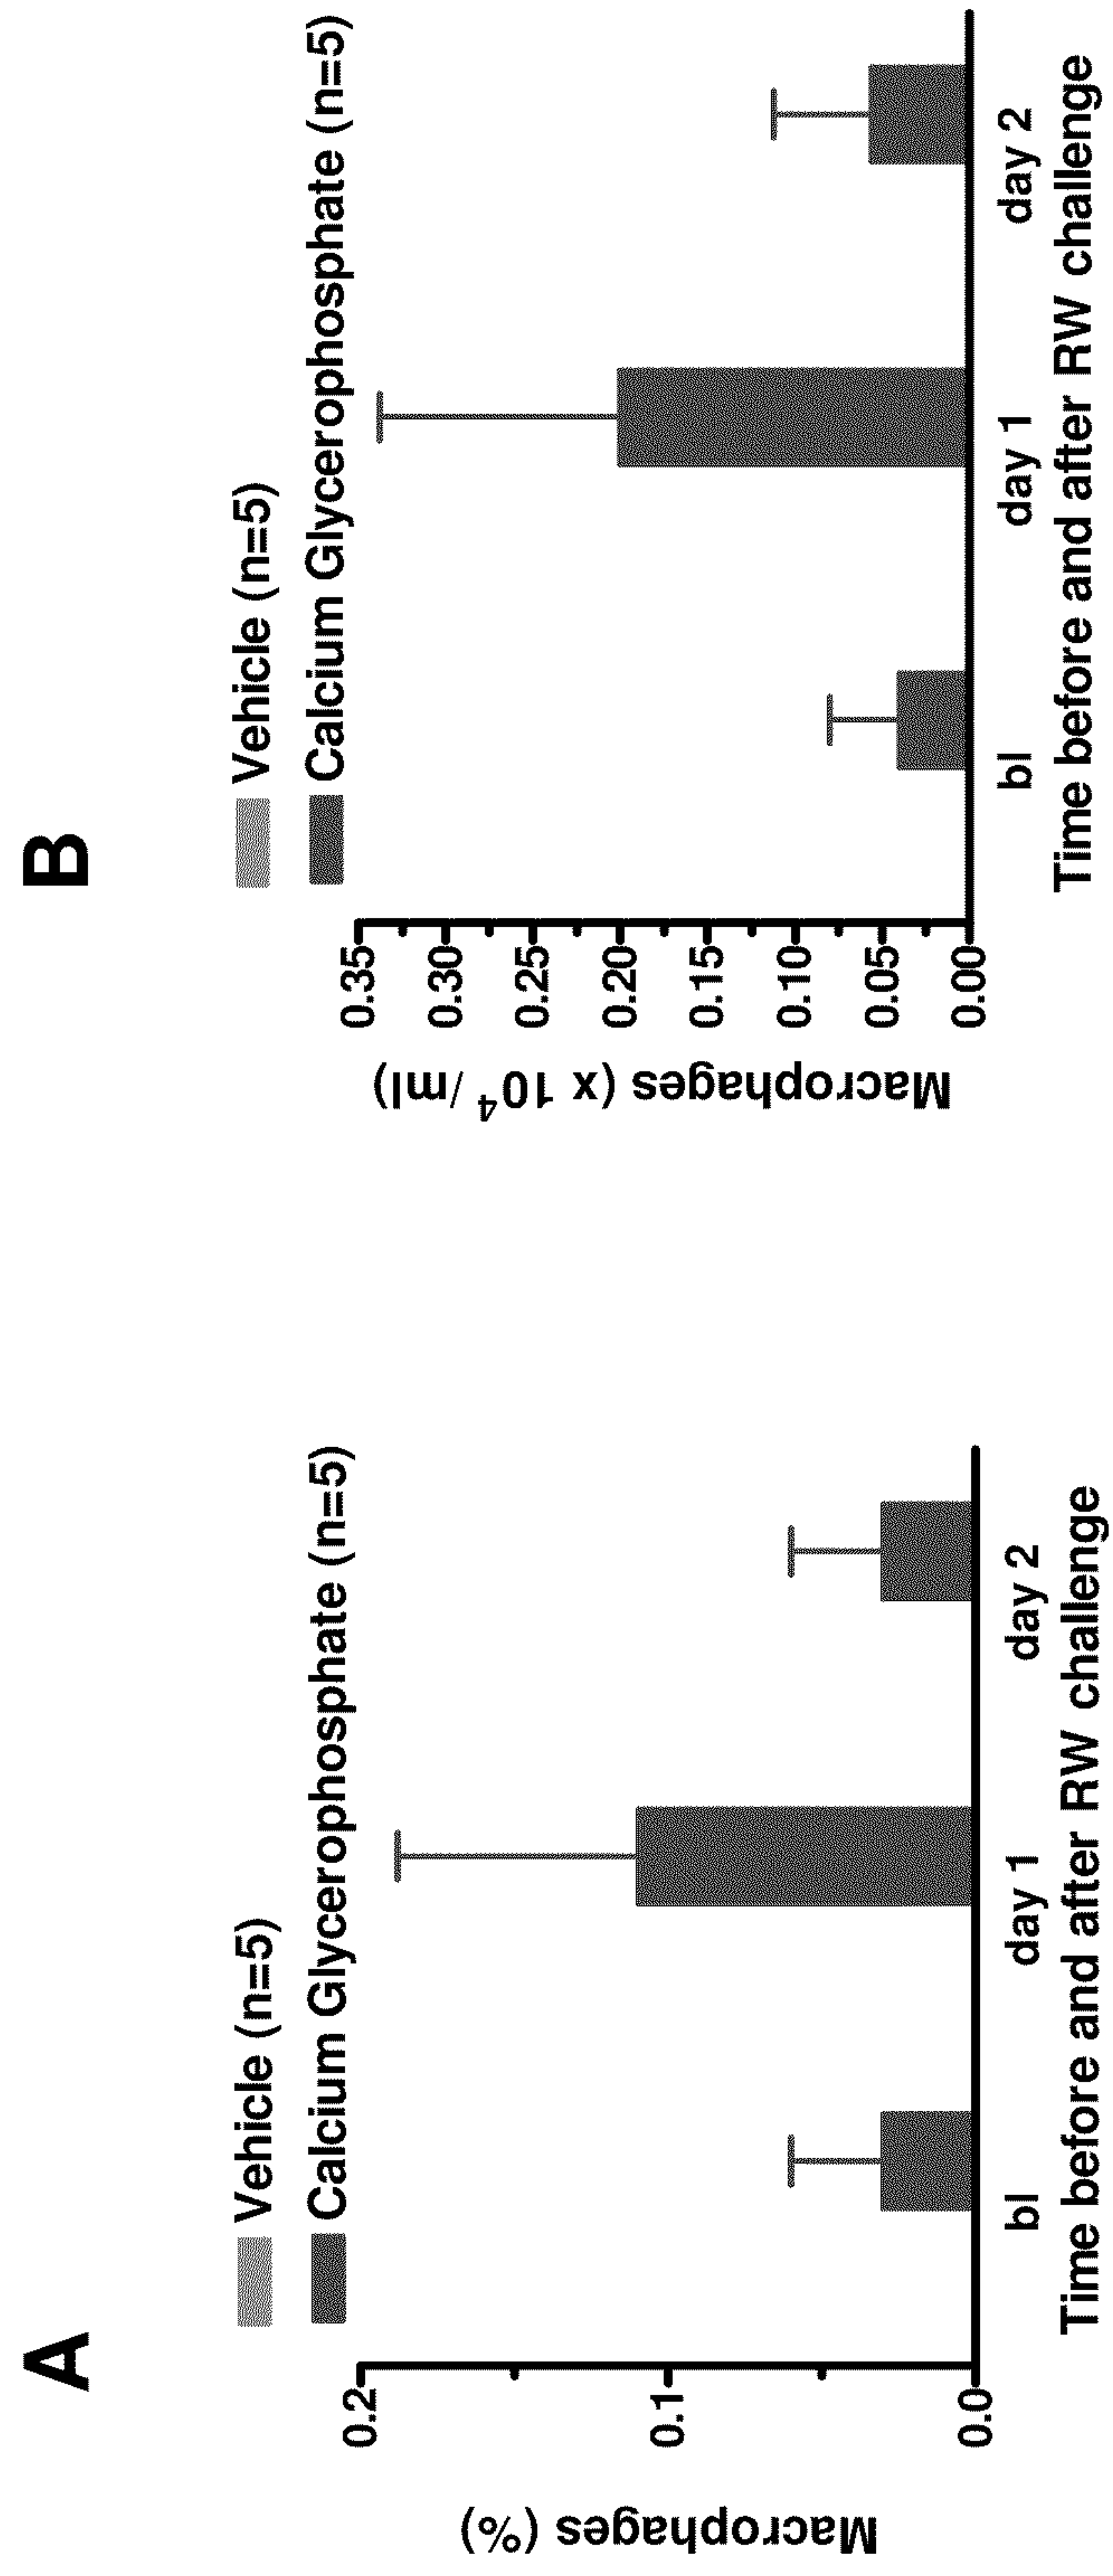 A
Vehicle (n=5)
Calcium Glycerophosphate (n=5)
Macrophages (%)
0.2
0.1
0.0
bl
day 1
day 2
Time before and after RW challenge
B
Vehicle (n=5)
Calcium Glycerophosphate (n=5)
Macrophages (x 10⁴ /ml)
0.35
0.30
0.25
0.20
0.15
0.10
0.05
0.00
bl
day 1
day 2
Time before and after RW challenge